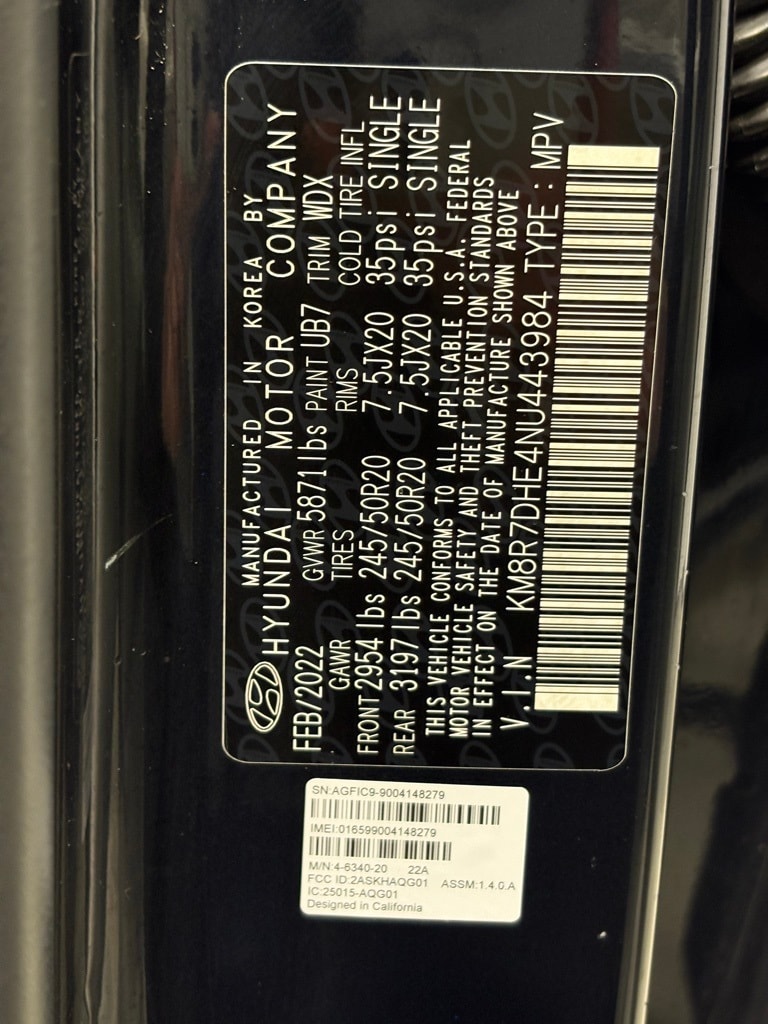 MANUFACTURED IN KOREA BY
HYUNDAI MOTOR COMPANY
FEB/2022 GVWR 5871lbs PAINT UB7 TRIM WDX
GAWR TIRES RIMS COLD TIRE INFL
FRONT 2954 lbs 245/50R20 7.5JX20 35psi SINGLE
REAR 3197 lbs 245/50R20 7.5JX20 35psi SINGLE
THIS VEHICLE CONFORMS TO ALL APPLICABLE U.S.A. FEDERAL
MOTOR VEHICLE SAFETY AND THEFT PREVENTION STANDARDS
IN EFFECT ON THE DATE OF MANUFACTURE SHOWN ABOVE
V.I.N KM8R7DHE4NU443984 TYPE : MPV
SN:AGFIC9-9004148279
IMEI:016599004148279
M/N:4-6340-20 22A
FCC ID:2ASKHAQG01 ASSM:1.4.0.A
IC:25015-AQG01
Designed in California